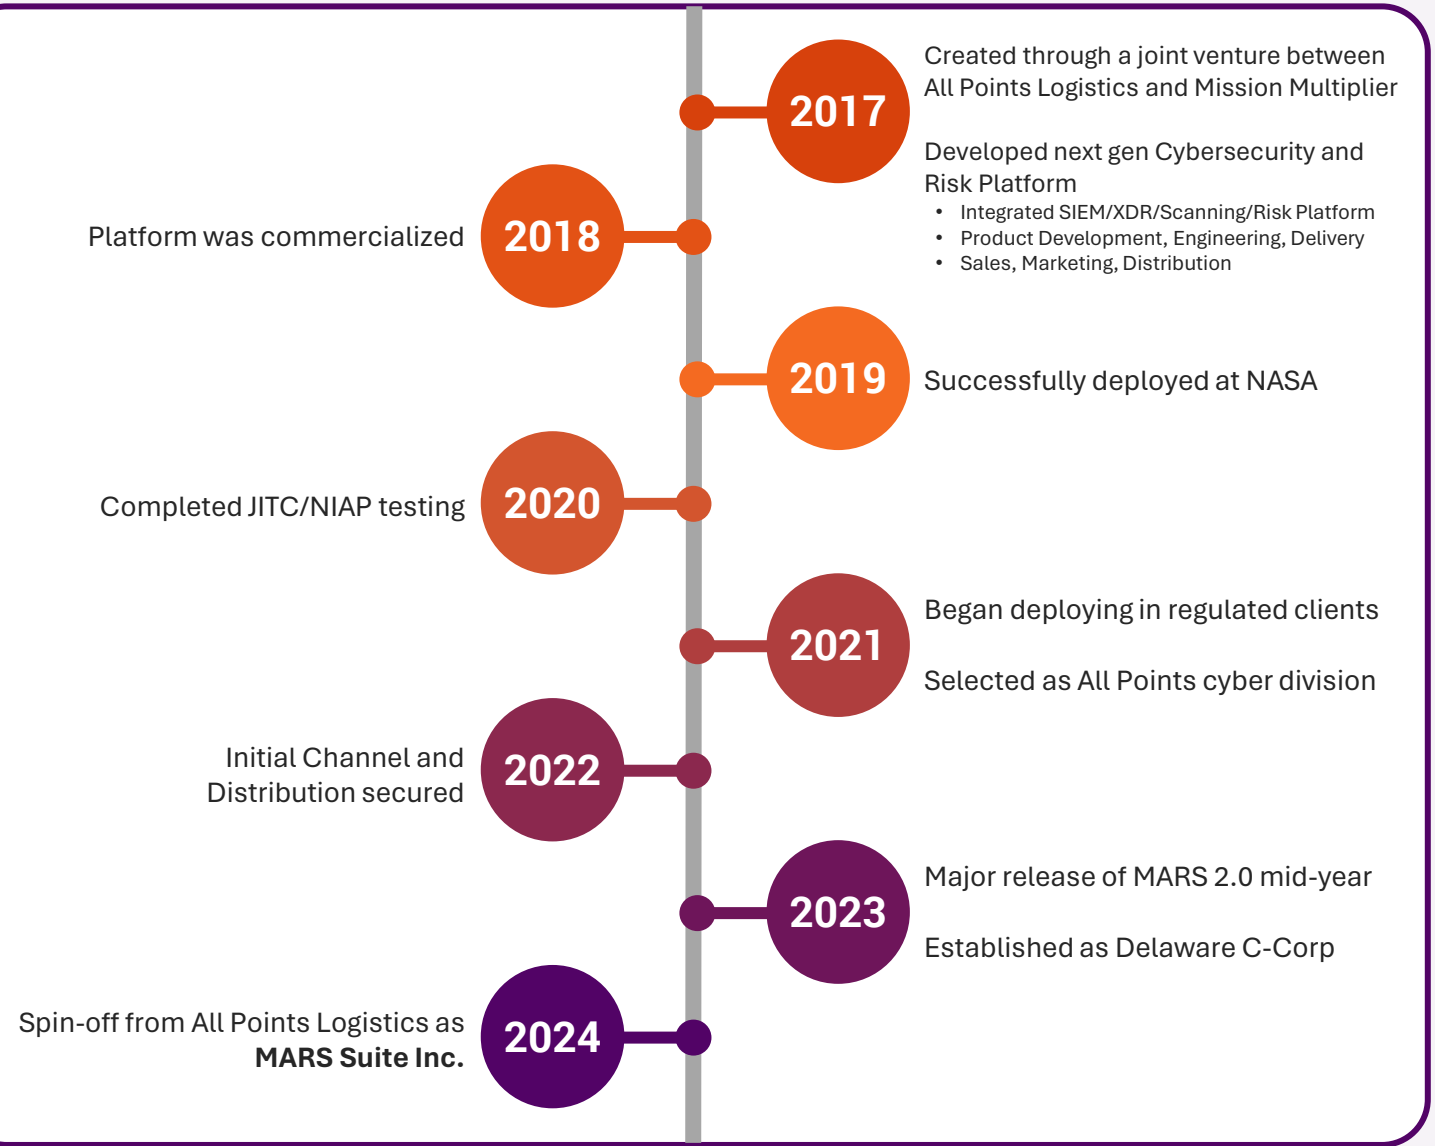 2017
Created through a joint venture between
All Points Logistics and Mission Multiplier
Developed next gen Cybersecurity and
Risk Platform
• Integrated SIEM/XDR/Scanning/Risk Platform
• Product Development, Engineering, Delivery
• Sales, Marketing, Distribution
Platform was commercialized
2018
2019
Successfully deployed at NASA
Completed JITC/NIAP testing
2020
2021
Began deploying in regulated clients
Selected as All Points cyber division
Initial Channel and
Distribution secured
2022
2023
Major release of MARS 2.0 mid-year
Established as Delaware C-Corp
Spin-off from All Points Logistics as
MARS Suite Inc.
2024